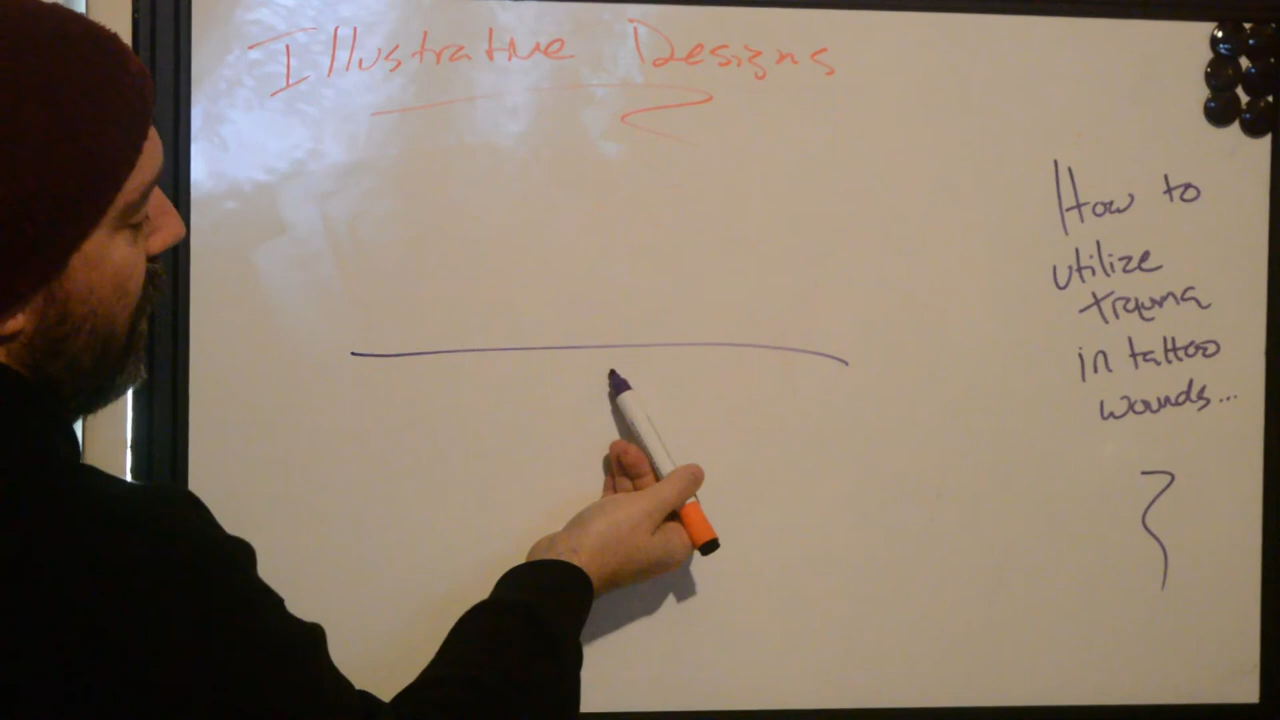 Illustrative Designs
How to
utilize
trauma
in tattoo
wounds...